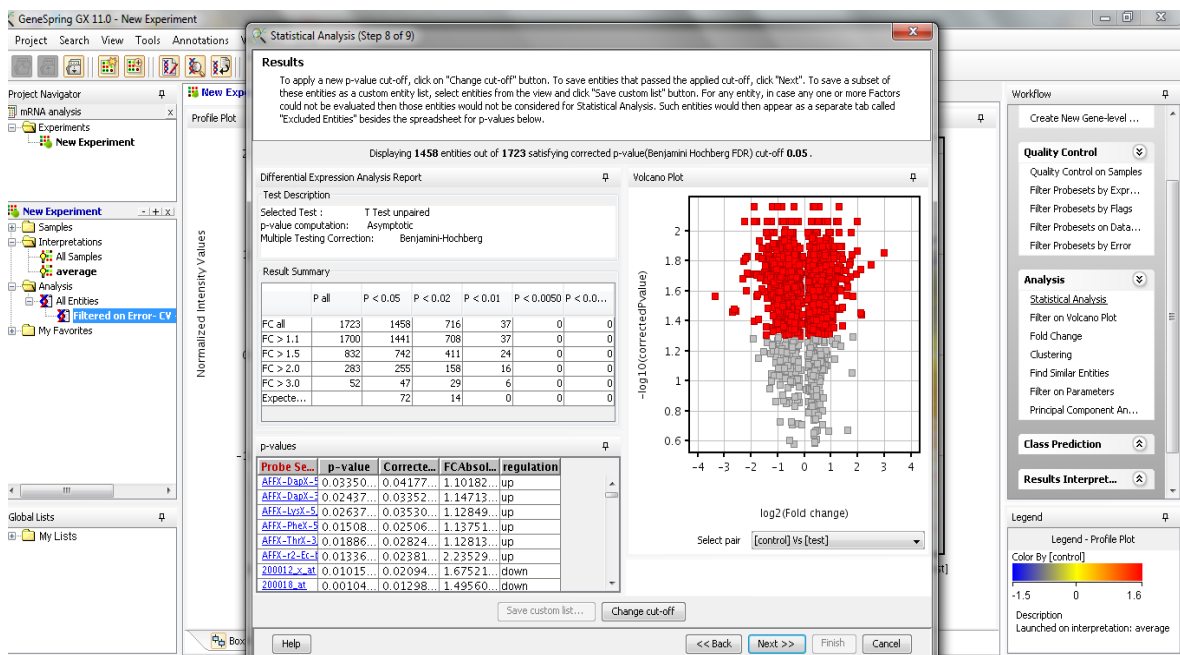 GeneSpring GX 11.0 - New Experiment
Project Search View Tools Annotations
Project Navigator
mRNA analysis
Experiments
New Experiment
New Experiment
Samples
Interpretations
All Samples
average
Analysis
All Entities
Filtered on Error- CV
My Favorites
Global Lists
My Lists
New Exp
Profile Plot
Normalized Intensity Values
Box
Statistical Analysis (Step 8 of 9)
Results
To apply a new p-value cut-off, click on "Change cut-off" button. To save entities that passed the applied cut-off, click "Next". To save a subset of
these entities as a custom entity list, select entities from the view and click "Save custom list" button. For any entity, in case any one or more Factors
could not be evaluated then those entities would not be considered for Statistical Analysis. Such entities would then appear as a separate tab called
"Excluded Entities" besides the spreadsheet for p-values below.
Displaying 1458 entities out of 1723 satisfying corrected p-value(Benjamini Hochberg FDR) cut-off 0.05 .
Differential Expression Analysis Report
Test Description
Selected Test : T Test unpaired
p-value computation: Asymptotic
Multiple Testing Correction: Benjamini-Hochberg
Result Summary
P all P < 0.05 P < 0.02 P < 0.01 P < 0.0050 P < 0.0...
FC all 1723 1458 716 37 0 0
FC > 1.1 1700 1441 708 37 0 0
FC > 1.5 832 742 411 24 0 0
FC > 2.0 283 255 158 16 0 0
FC > 3.0 52 47 29 6 0 0
Expecte... 72 14 0 0 0
p-values
Probe Se... p-value Correcte... FCAbsol... regulation
AFFX-DapX-5 0.03350... 0.04177... 1.10182... up
AFFX-DapX-3 0.02437... 0.03352... 1.14713... up
AFFX-LysX-5_ 0.02637... 0.03530... 1.12849... up
AFFX-PheX-5 0.01508... 0.02506... 1.13751... up
AFFX-ThrX-3_ 0.01886... 0.02824... 1.12813... up
AFFX-r2-Ec-b 0.01336... 0.02381... 2.23529... up
200012_x_at 0.01015... 0.02094... 1.67521... down
200018_at 0.00104... 0.01298... 1.49560... down
Volcano Plot
-log10(correctedPvalue)
2
1.8
1.6
1.4
1.2
1
0.8
0.6
-4 -3 -2 -1 0 1 2 3 4
log2(Fold change)
Select pair [control] Vs [test]
Save custom list... Change cut-off
Help << Back Next >> Finish Cancel
Workflow
Create New Gene-level ...
Quality Control
Quality Control on Samples
Filter Probesets by Expr...
Filter Probesets by Flags
Filter Probesets on Data...
Filter Probesets by Error
Analysis
Statistical Analysis
Filter on Volcano Plot
Fold Change
Clustering
Find Similar Entities
Filter on Parameters
Principal Component An...
Class Prediction
Results Interpret...
Legend
Legend - Profile Plot
Color By [control]
-1.5 0 1.6
Description
Launched on interpretation: average